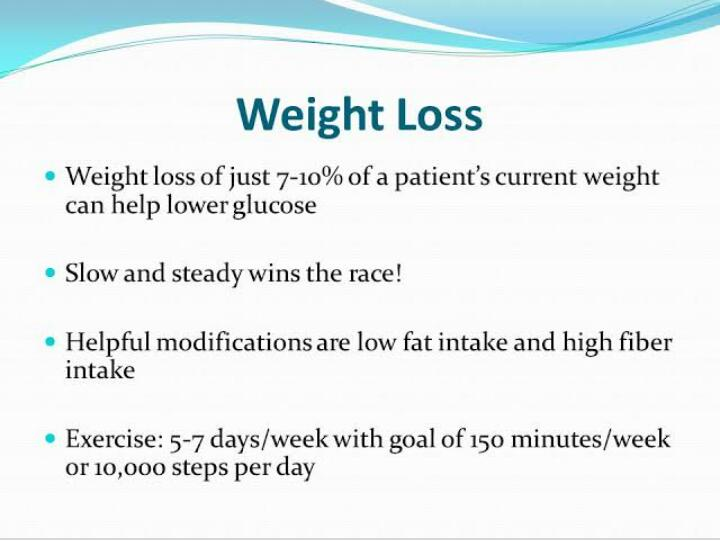 Weight Loss
Weight loss of just 7-10% of a patient's current weight
can help lower glucose
Slow and steady wins the race!
Helpful modifications are low fat intake and high fiber
intake
Exercise: 5-7 days/week with goal of 150 minutes/week
or 10,000 steps per day